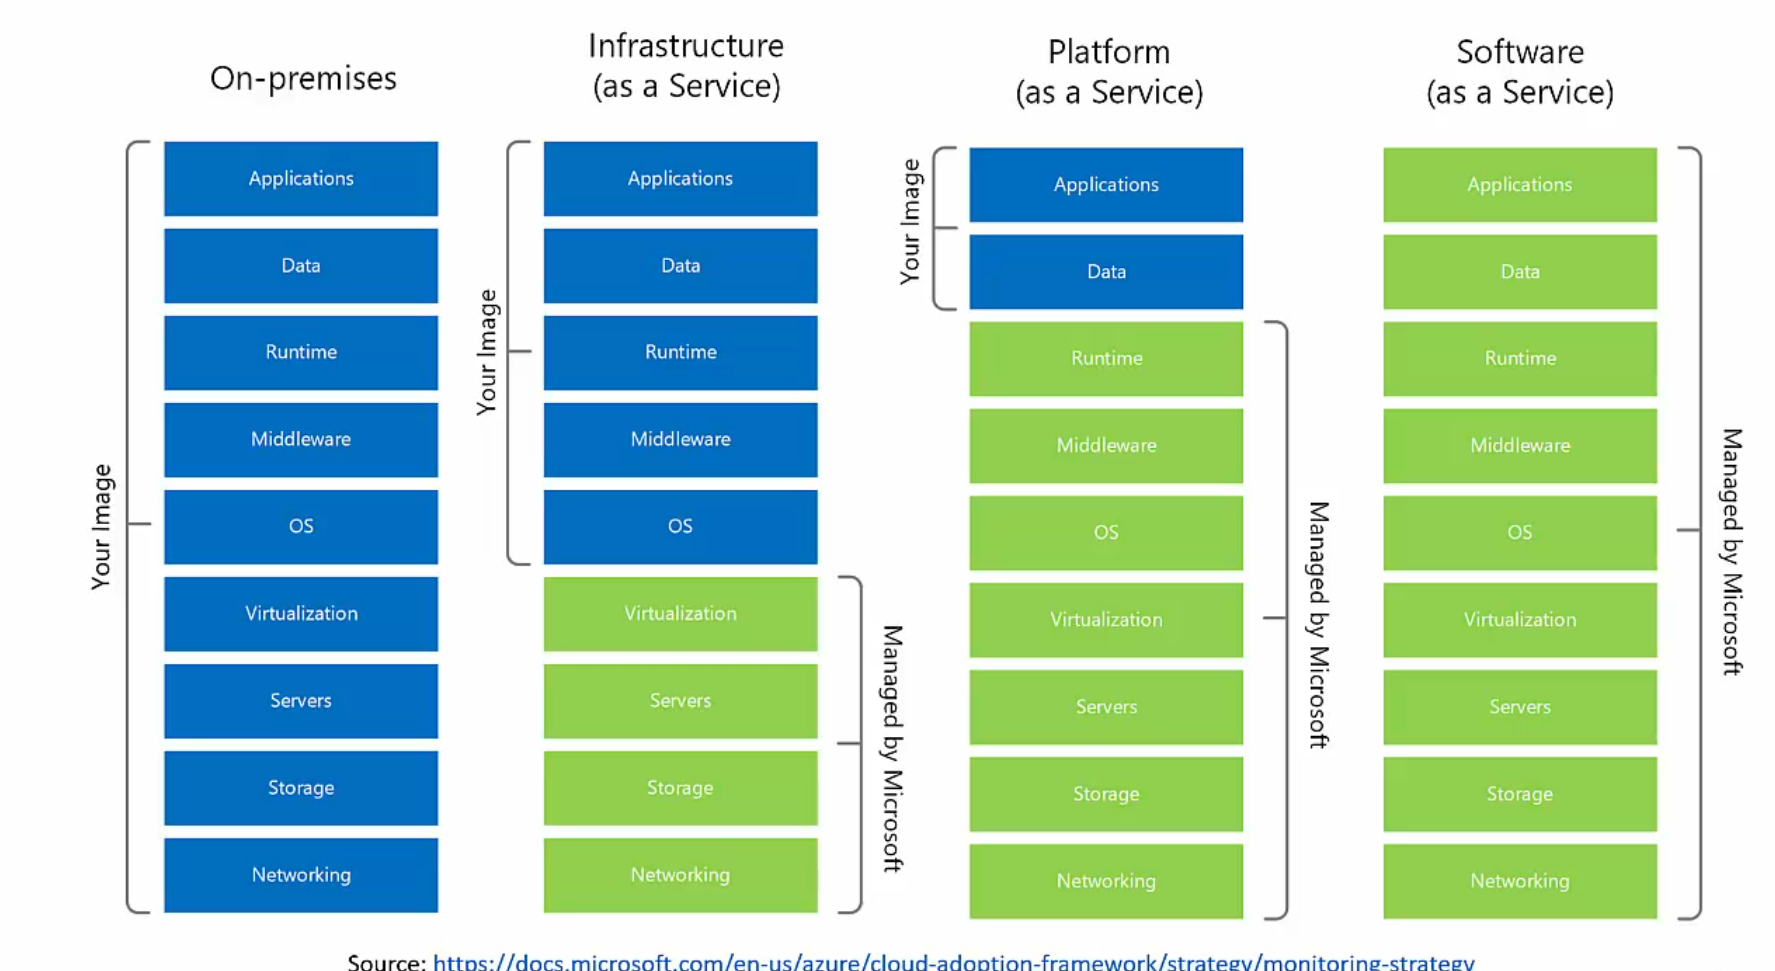 On-premises
Your Image
Applications
Data
Runtime
Middleware
OS
Virtualization
Servers
Storage
Networking
Infrastructure
(as a Service)
Your Image
Applications
Data
Runtime
Middleware
OS
Virtualization
Servers
Storage
Networking
Managed by Microsoft
Platform
(as a Service)
Your Image
Applications
Data
Runtime
Middleware
OS
Virtualization
Servers
Storage
Networking
Managed by Microsoft
Software
(as a Service)
Applications
Data
Runtime
Middleware
OS
Virtualization
Servers
Storage
Networking
Managed by Microsoft
Source: https://docs.microsoft.com/en-us/azure/cloud-adoption-framework/strategy/monitoring-strategy